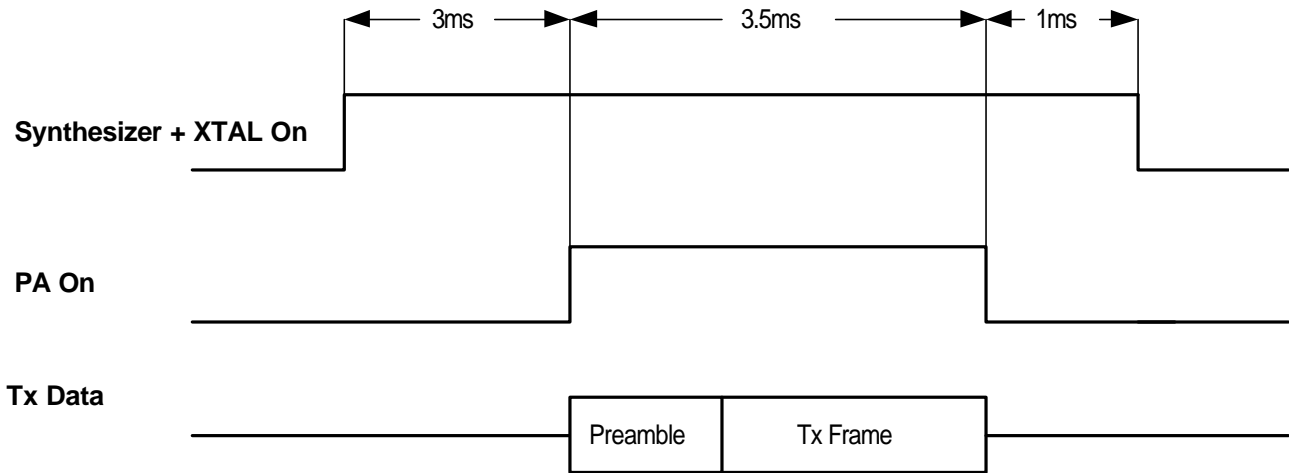 3ms 3.5ms 1ms
Synthesizer + XTAL On
PA On
Tx Data
Preamble Tx Frame